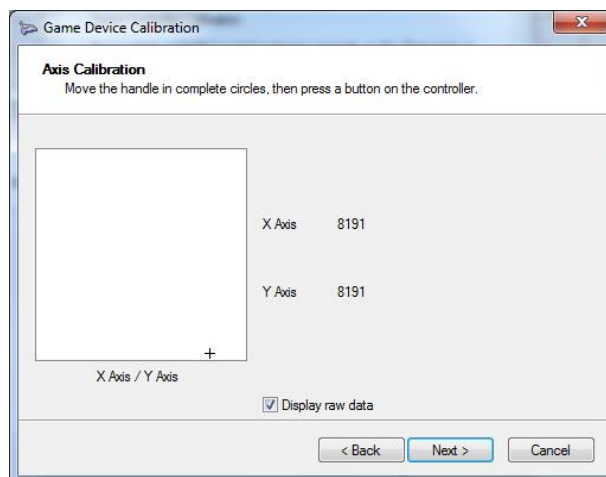 Game Device Calibration
Axis Calibration
Move the handle in complete circles, then press a button on the controller.
X Axis 8191
Y Axis 8191
X Axis / Y Axis
Display raw data
< Back Next > Cancel